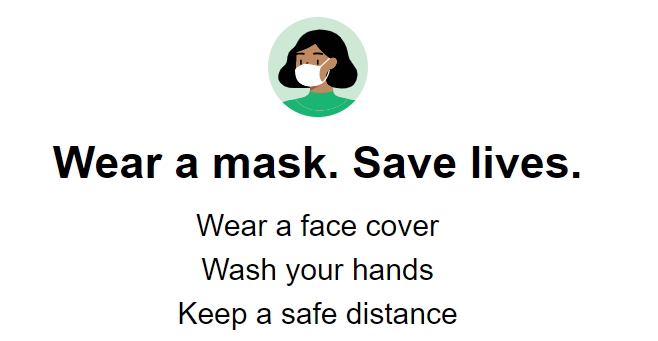 Wear a mask. Save lives.
Wear a face cover
Wash your hands
Keep a safe distance